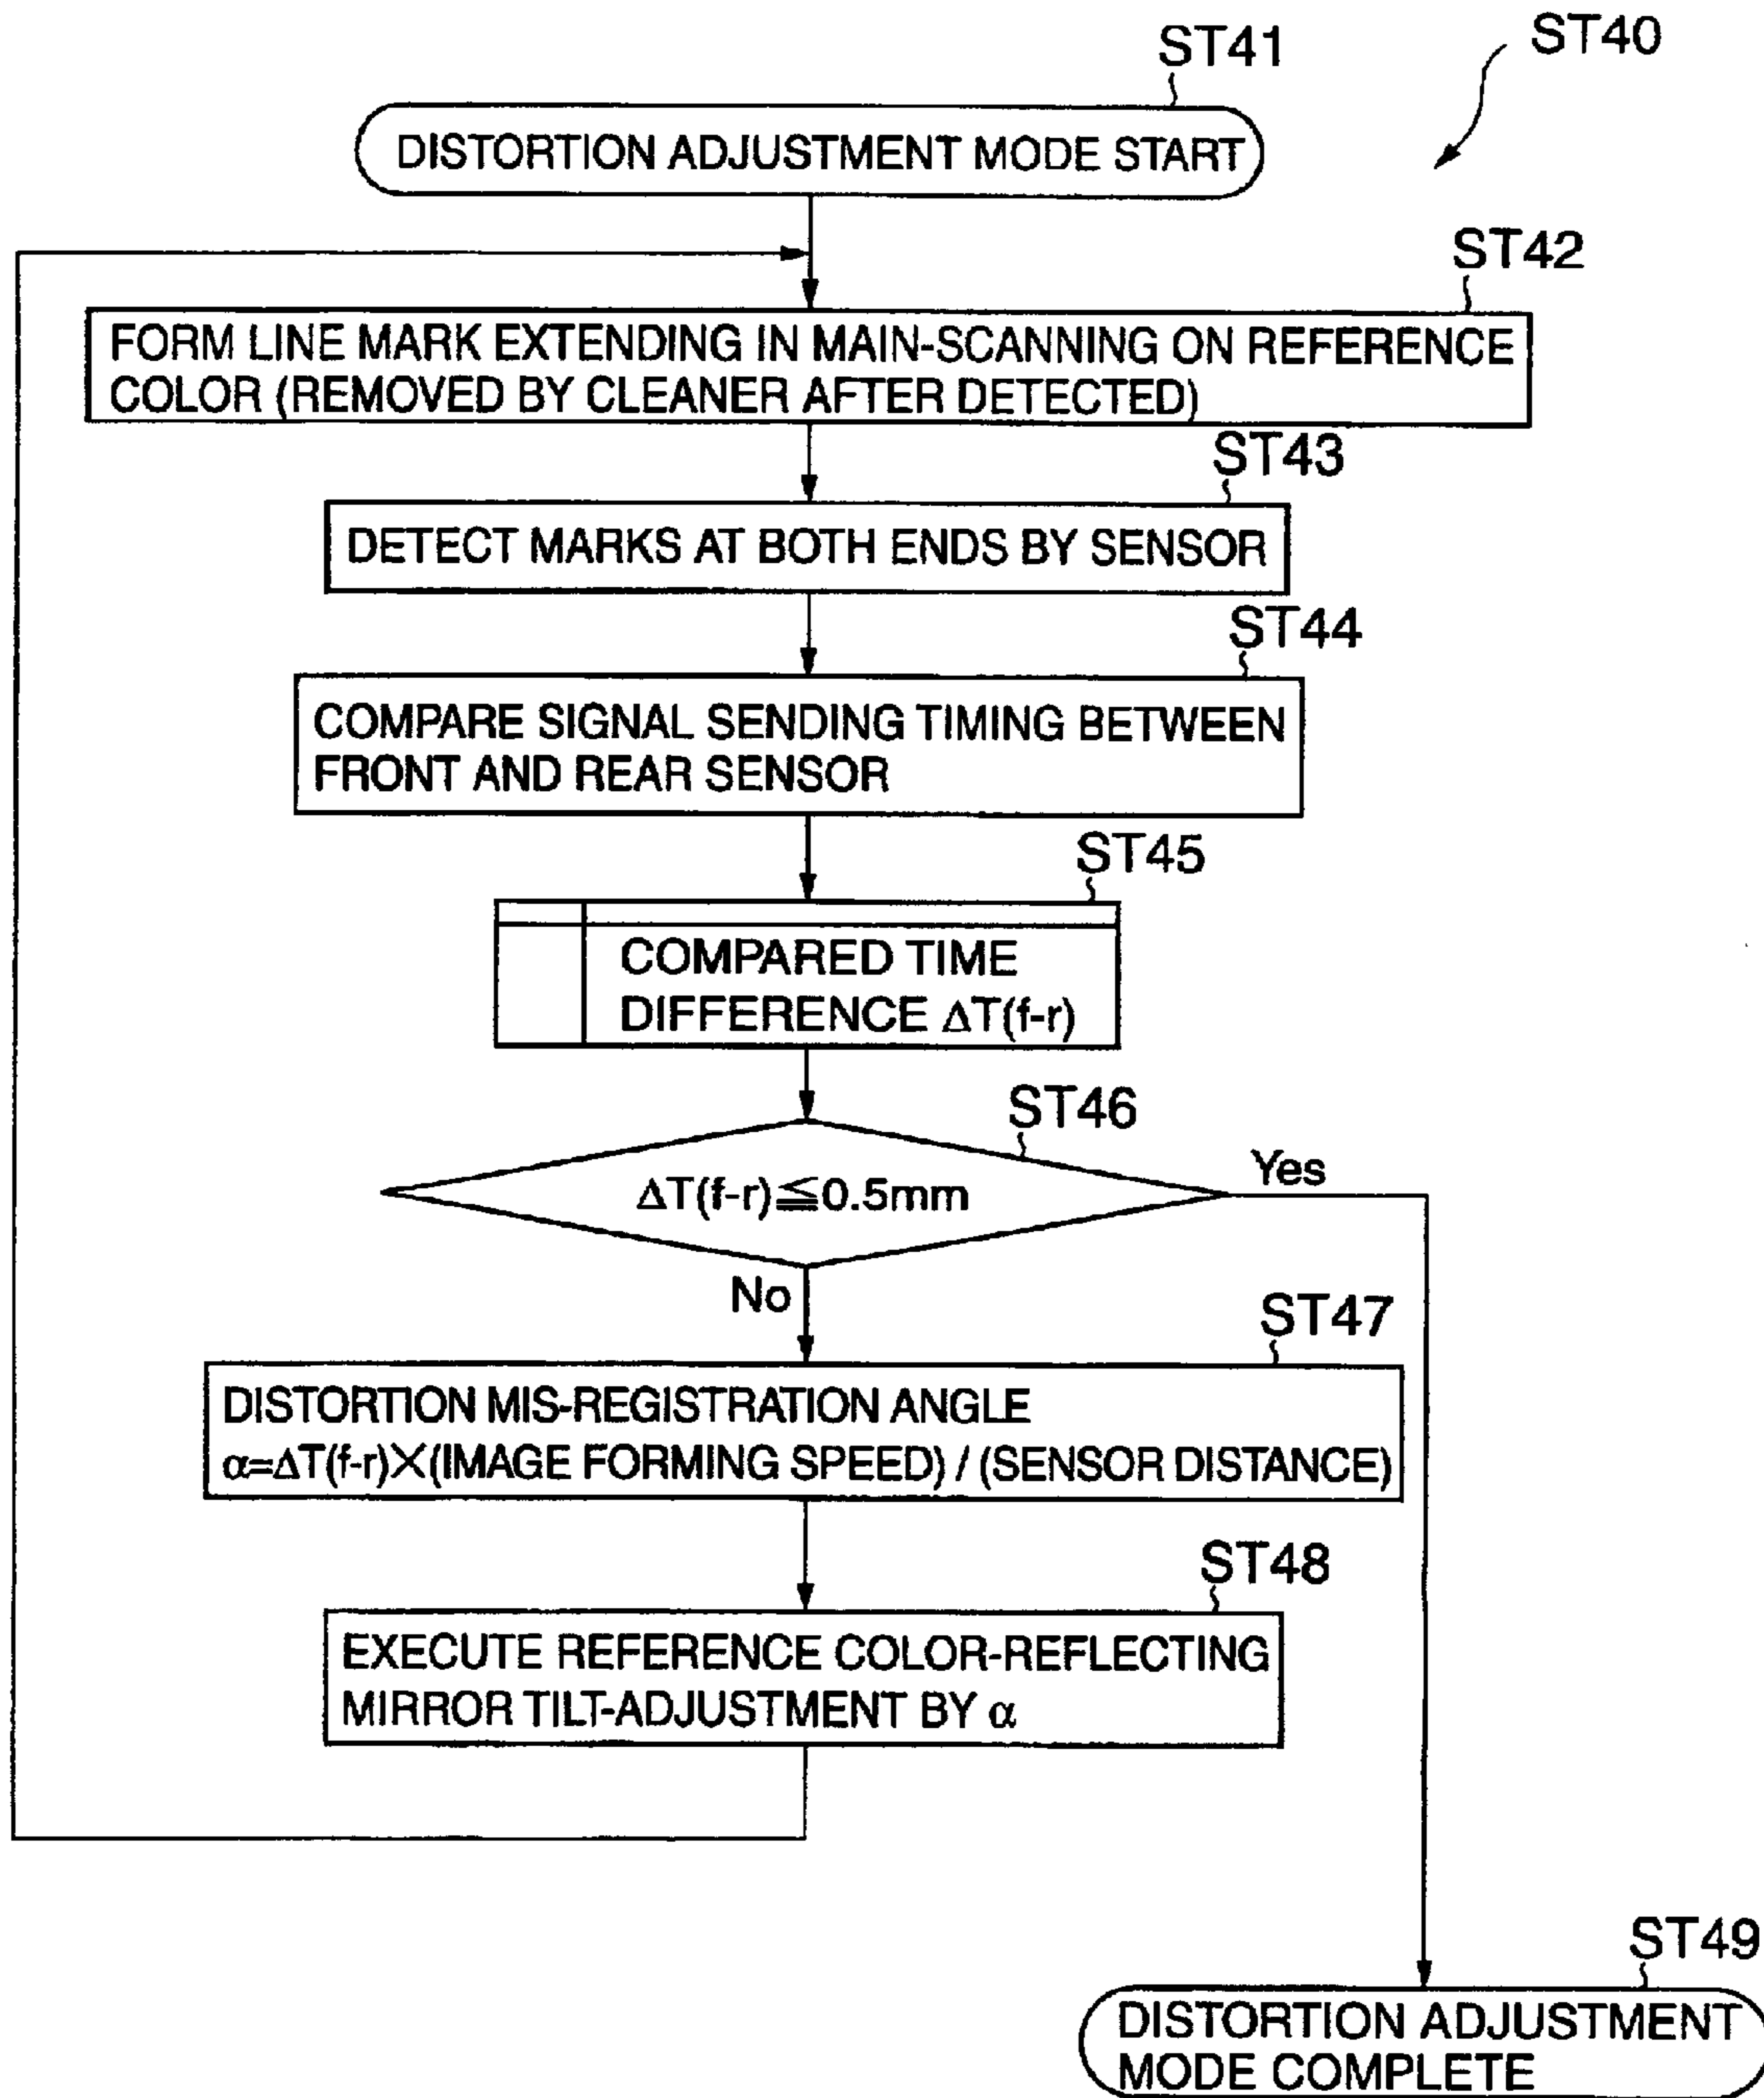 ST40
ST41
DISTORTION ADJUSTMENT MODE START
ST42
FORM LINE MARK EXTENDING IN MAIN-SCANNING ON REFERENCE
COLOR (REMOVED BY CLEANER AFTER DETECTED)
ST43
DETECT MARKS AT BOTH ENDS BY SENSOR
ST44
COMPARE SIGNAL SENDING TIMING BETWEEN
FRONT AND REAR SENSOR
ST45
COMPARED TIME
DIFFERENCE ΔT(f-r)
ST46
ΔT(f-r)≦0.5mm
Yes
No
ST47
DISTORTION MIS-REGISTRATION ANGLE
α=ΔT(f-r)×(IMAGE FORMING SPEED) / (SENSOR DISTANCE)
ST48
EXECUTE REFERENCE COLOR-REFLECTING
MIRROR TILT-ADJUSTMENT BY α
ST49
DISTORTION ADJUSTMENT
MODE COMPLETE